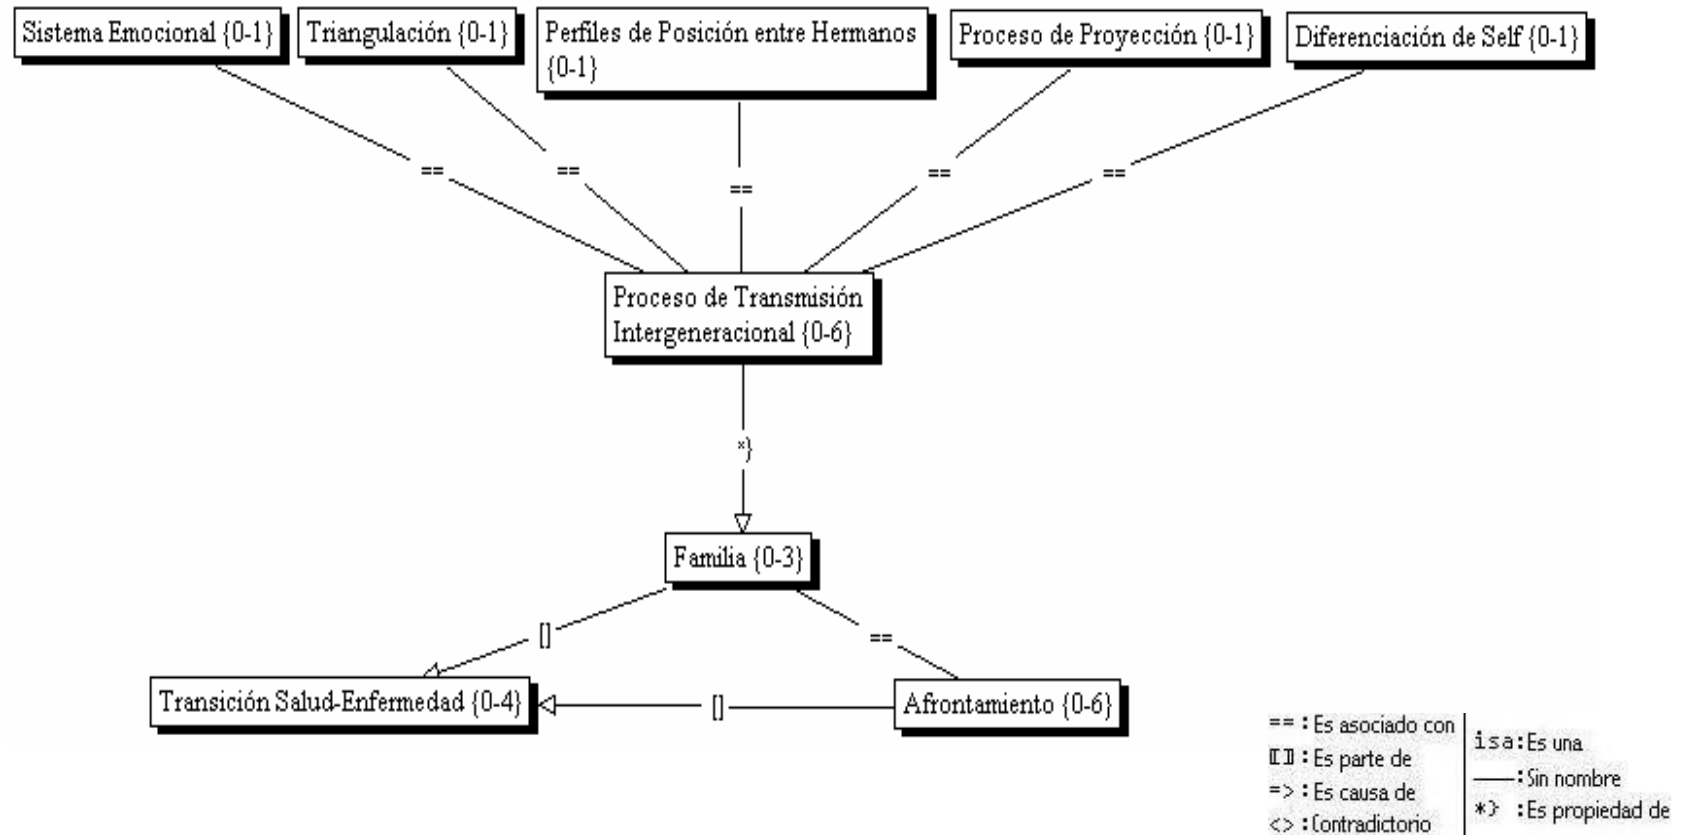 Sistema Emocional {0-1}
Triangulación {0-1}
Perfiles de Posición entre Hermanos
{0-1}
Proceso de Proyección {0-1}
Diferenciación de Self {0-1}
==
==
==
==
==
Proceso de Transmisión
Intergeneracional {0-6}
*}
Familia {0-3}
[]
==
Transición Salud-Enfermedad {0-4}
[]
Afrontamiento {0-6}
== : Es asociado con
[] : Es parte de
=> : Es causa de
<> : Contradictorio
isa: Es una
—— : Sin nombre
*} : Es propiedad de